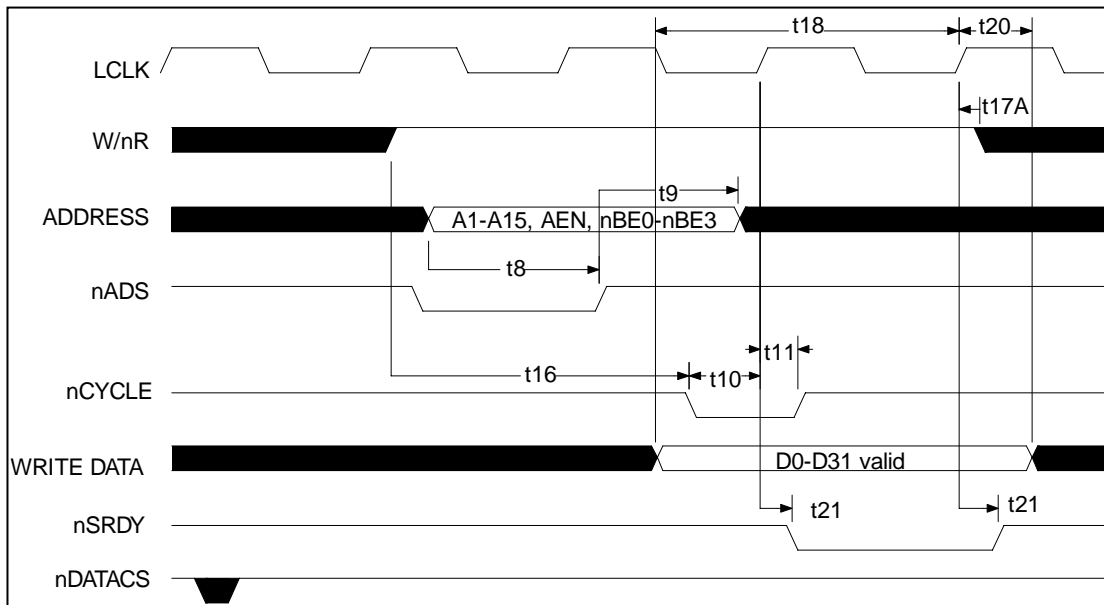 t18
t20
LCLK
t17A
W/nR
t9
ADDRESS
A1-A15, AEN, nBE0-nBE3
t8
nADS
t11
t16
t10
nCYCLE
WRITE DATA
D0-D31 valid
t21
t21
nSRDY
nDATACS